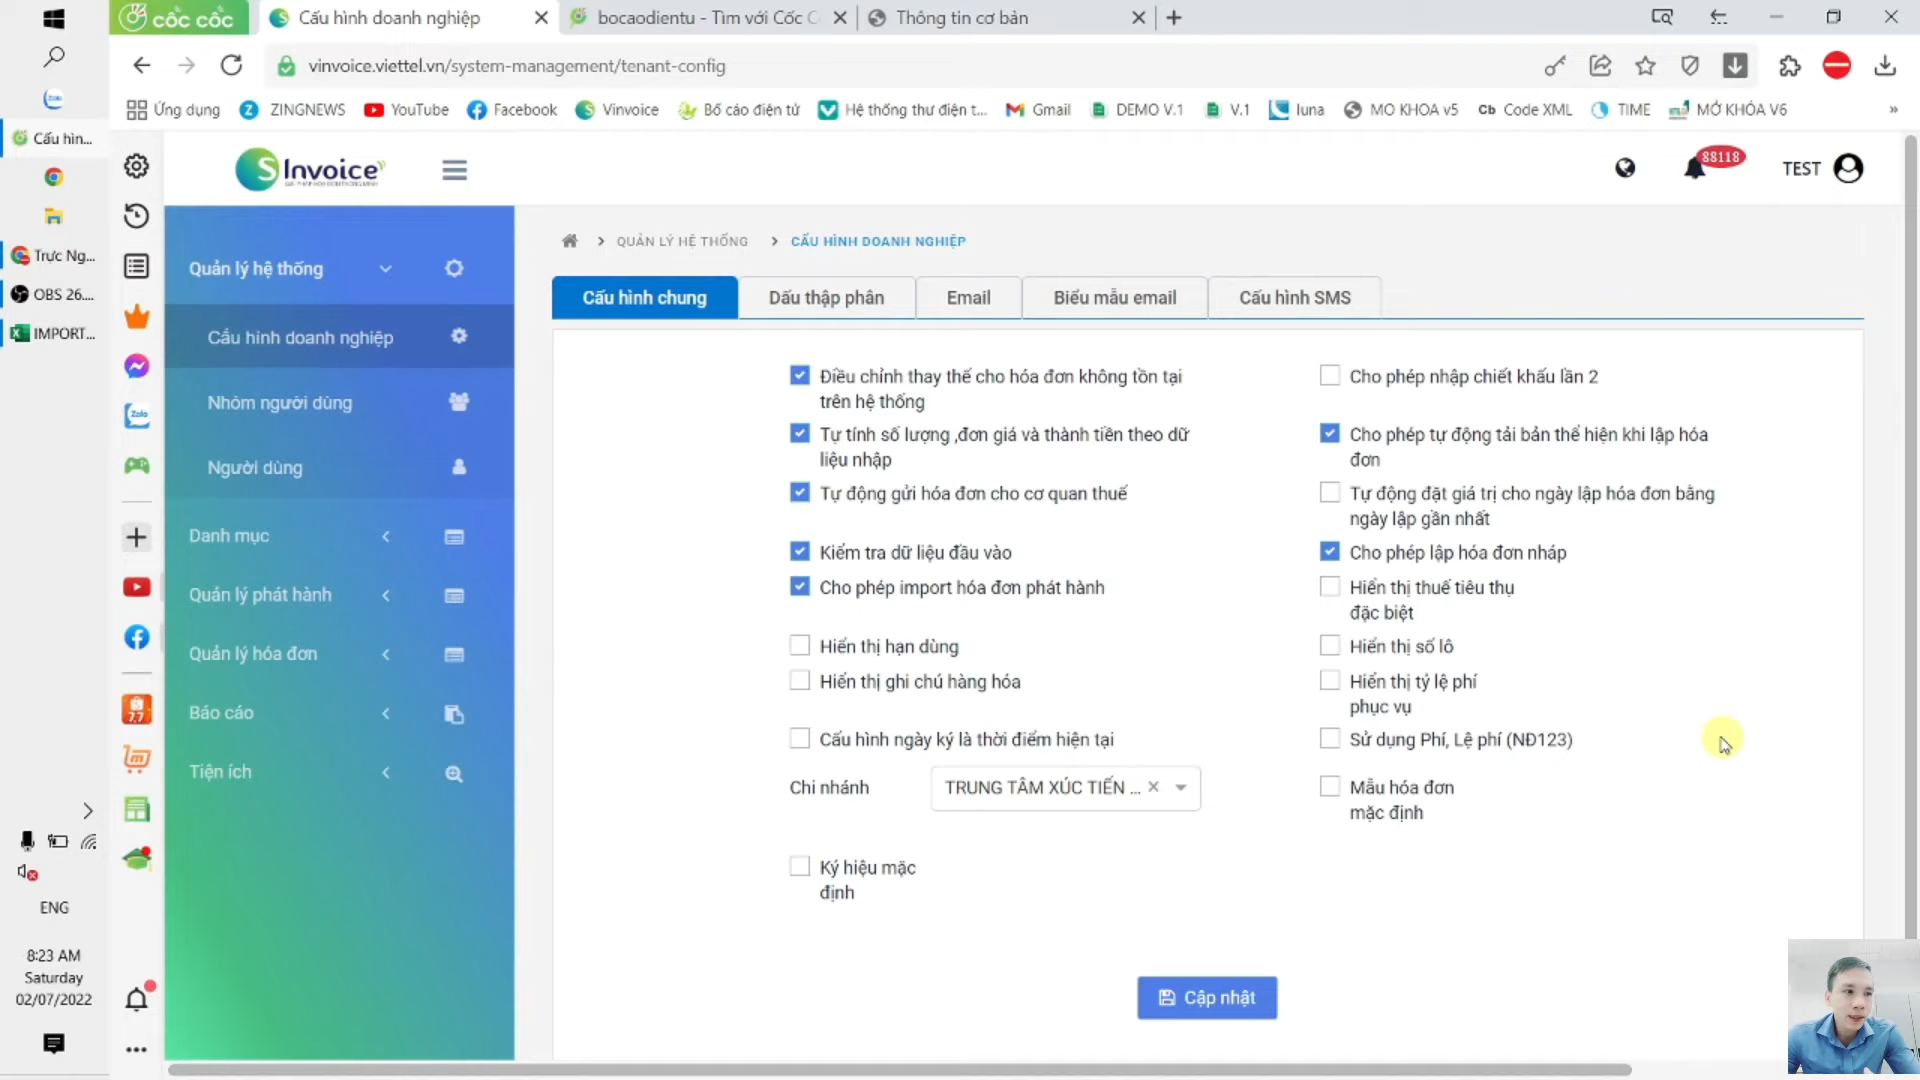 cốc cốc
Cấu hình doanh nghiệp
bocaodientu - Tìm với Cốc C
Thông tin cơ bản
vinvoice.viettel.vn/system-management/tenant-config
Ứng dụng
ZINGNEWS
YouTube
Facebook
Vinvoice
Bố cáo điện tử
Hệ thống thư điện t...
Gmail
DEMO V.1
V.1
luna
MO KHOA v5
Cb Code XML
TIME
MỞ KHÓA V6
»
Cấu hìn...
Trực Ng...
OBS 26....
IMPORT...
ENG
8:23 AM
Saturday
02/07/2022
Zalo
7.7
S Invoice
88118
TEST
Quản lý hệ thống
Cấu hình doanh nghiệp
Nhóm người dùng
Người dùng
Danh mục
Quản lý phát hành
Quản lý hóa đơn
Báo cáo
Tiện ích
QUẢN LÝ HỆ THỐNG
CẤU HÌNH DOANH NGHIỆP
Cấu hình chung
Dấu thập phân
Email
Biểu mẫu email
Cấu hình SMS
Điều chỉnh thay thế cho hóa đơn không tồn tại
trên hệ thống
Cho phép nhập chiết khấu lần 2
Tự tính số lượng ,đơn giá và thành tiền theo dữ
liệu nhập
Cho phép tự động tải bản thể hiện khi lập hóa
đơn
Tự động gửi hóa đơn cho cơ quan thuế
Tự động đặt giá trị cho ngày lập hóa đơn bằng
ngày lập gần nhất
Kiểm tra dữ liệu đầu vào
Cho phép lập hóa đơn nháp
Cho phép import hóa đơn phát hành
Hiển thị thuế tiêu thụ
đặc biệt
Hiển thị hạn dùng
Hiển thị số lô
Hiển thị ghi chú hàng hóa
Hiển thị tỷ lệ phí
phục vụ
Cấu hình ngày ký là thời điểm hiện tại
Sử dụng Phí, Lệ phí (NĐ123)
Chi nhánh
TRUNG TÂM XÚC TIẾN ...
Mẫu hóa đơn
mặc định
Ký hiệu mặc
định
Cập nhật